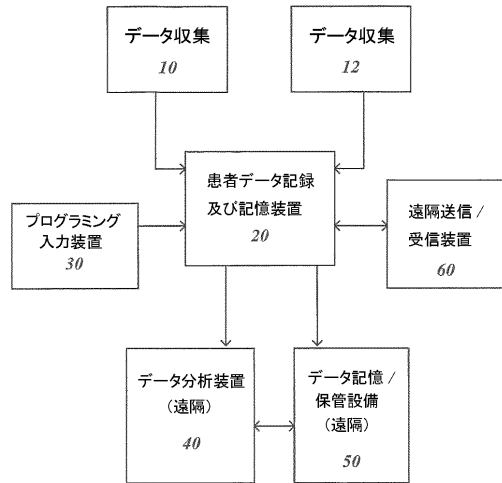 データ収集
10
データ収集
12
患者データ記録
及び記憶装置
20
プログラミング
入力装置
30
遠隔送信 /
受信装置
60
データ分析装置
(遠隔)
40
データ記憶 /
保管設備
(遠隔)
50